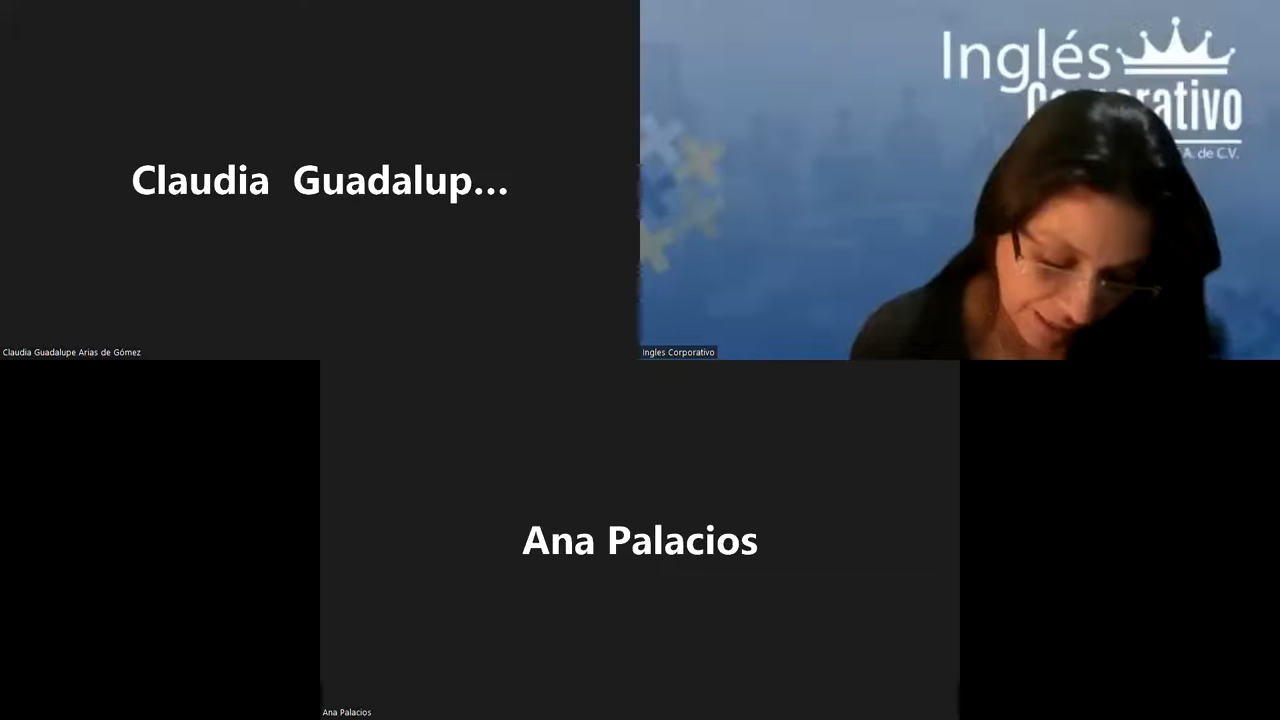 Claudia Guadalup...
Claudia Guadalupe Arias de Gómez
Inglés
rativo
A. de C.V.
Ingles Corporativo
Ana Palacios
Ana Palacios